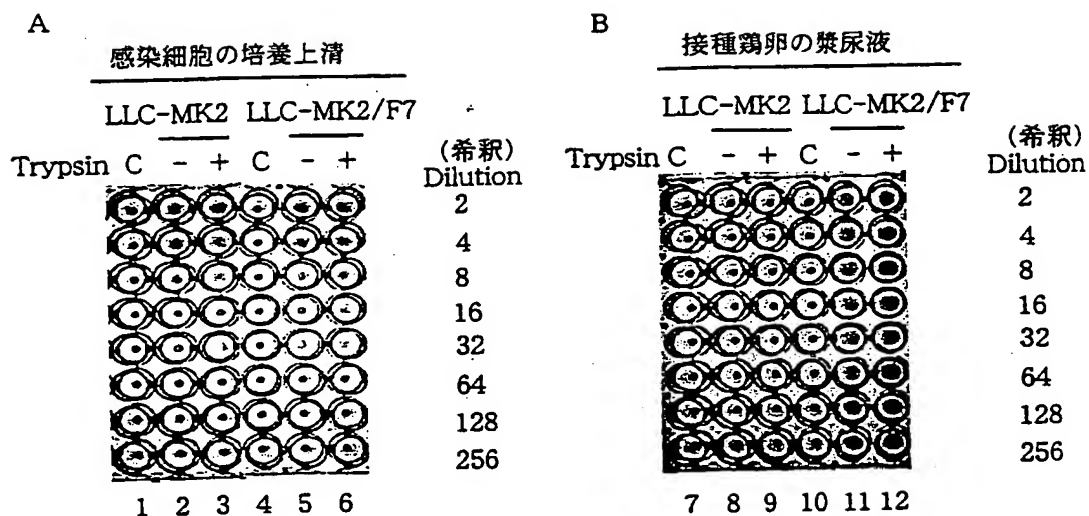 A
感染細胞の培養上清
LLC-MK2 LLC-MK2/F7
Trypsin C - + C - +
(希釈)
Dilution
2
4
8
16
32
64
128
256
1 2 3 4 5 6
B
接種鶏卵の漿尿液
LLC-MK2 LLC-MK2/F7
Trypsin C - + C - +
(希釈)
Dilution
2
4
8
16
32
64
128
256
7 8 9 10 11 12